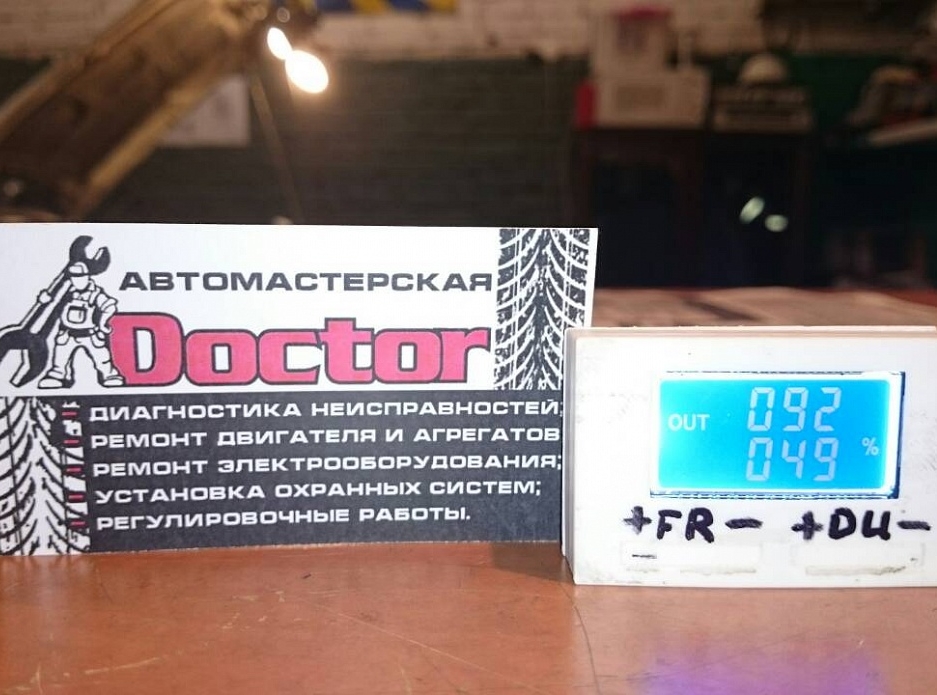 АВТОМАСТЕРСКАЯ
Doctor
ДИАГНОСТИКА НЕИСПРАВНОСТЕЙ;
РЕМОНТ ДВИГАТЕЛЯ И АГРЕГАТОВ
РЕМОНТ ЭЛЕКТРООБОРУДОВАНИЯ;
УСТАНОВКА ОХРАННЫХ СИСТЕМ;
РЕГУЛИРОВОЧНЫЕ РАБОТЫ.
OUT 092
049 %
+FR- +DU-